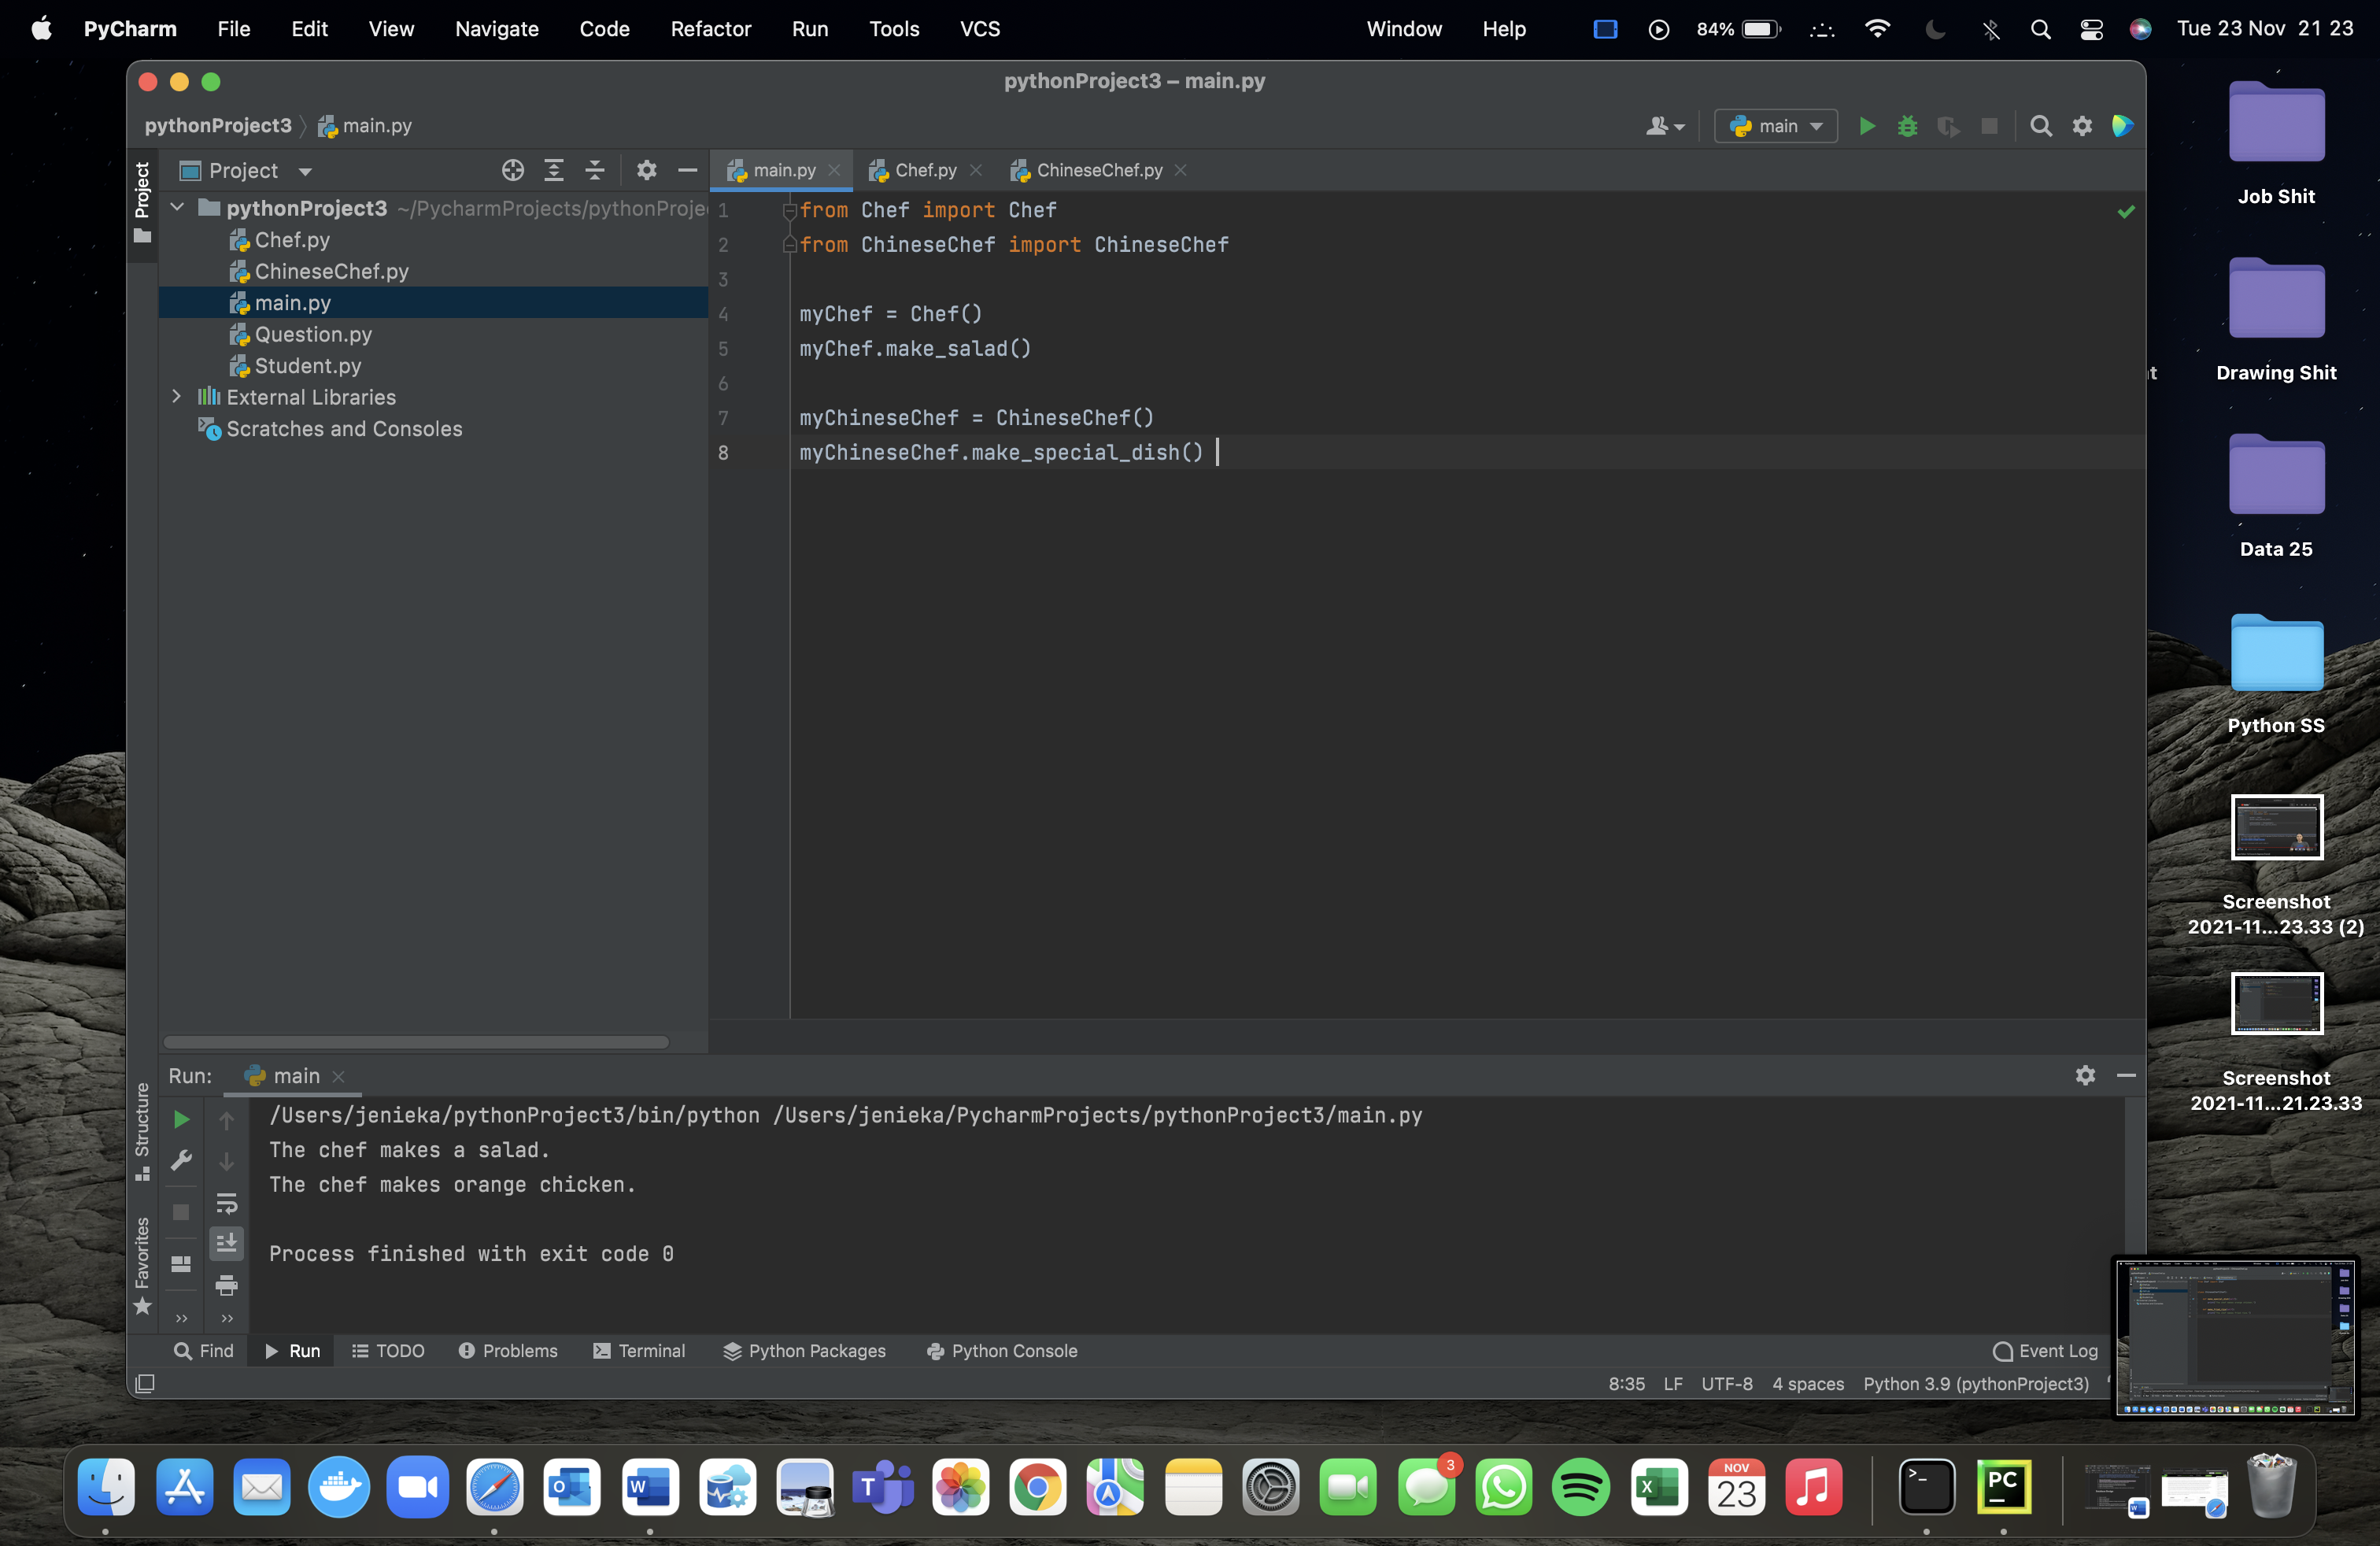 PyCharm File Edit View Navigate Code Refactor Run Tools VCS Window Help 84% Tue 23 Nov 21 23
pythonProject3 – main.py
pythonProject3 main.py
main
Project
Project
main.py
Chef.py
ChineseChef.py
pythonProject3 ~/PycharmProjects/pythonProje
Chef.py
ChineseChef.py
main.py
Question.py
Student.py
External Libraries
Scratches and Consoles
1 from Chef import Chef
2 from ChineseChef import ChineseChef
3
4 myChef = Chef()
5 myChef.make_salad()
6
7 myChineseChef = ChineseChef()
8 myChineseChef.make_special_dish()
Structure
Favorites
Run: main
/Users/jenieka/pythonProject3/bin/python /Users/jenieka/PycharmProjects/pythonProject3/main.py
The chef makes a salad.
The chef makes orange chicken.
Process finished with exit code 0
Find Run TODO Problems Terminal Python Packages Python Console Event Log
8:35 LF UTF-8 4 spaces Python 3.9 (pythonProject3)
Job Shit
Drawing Shit
Data 25
Python SS
Screenshot
2021-11...23.33 (2)
Screenshot
2021-11...21.23.33
3
NOV
23
PC